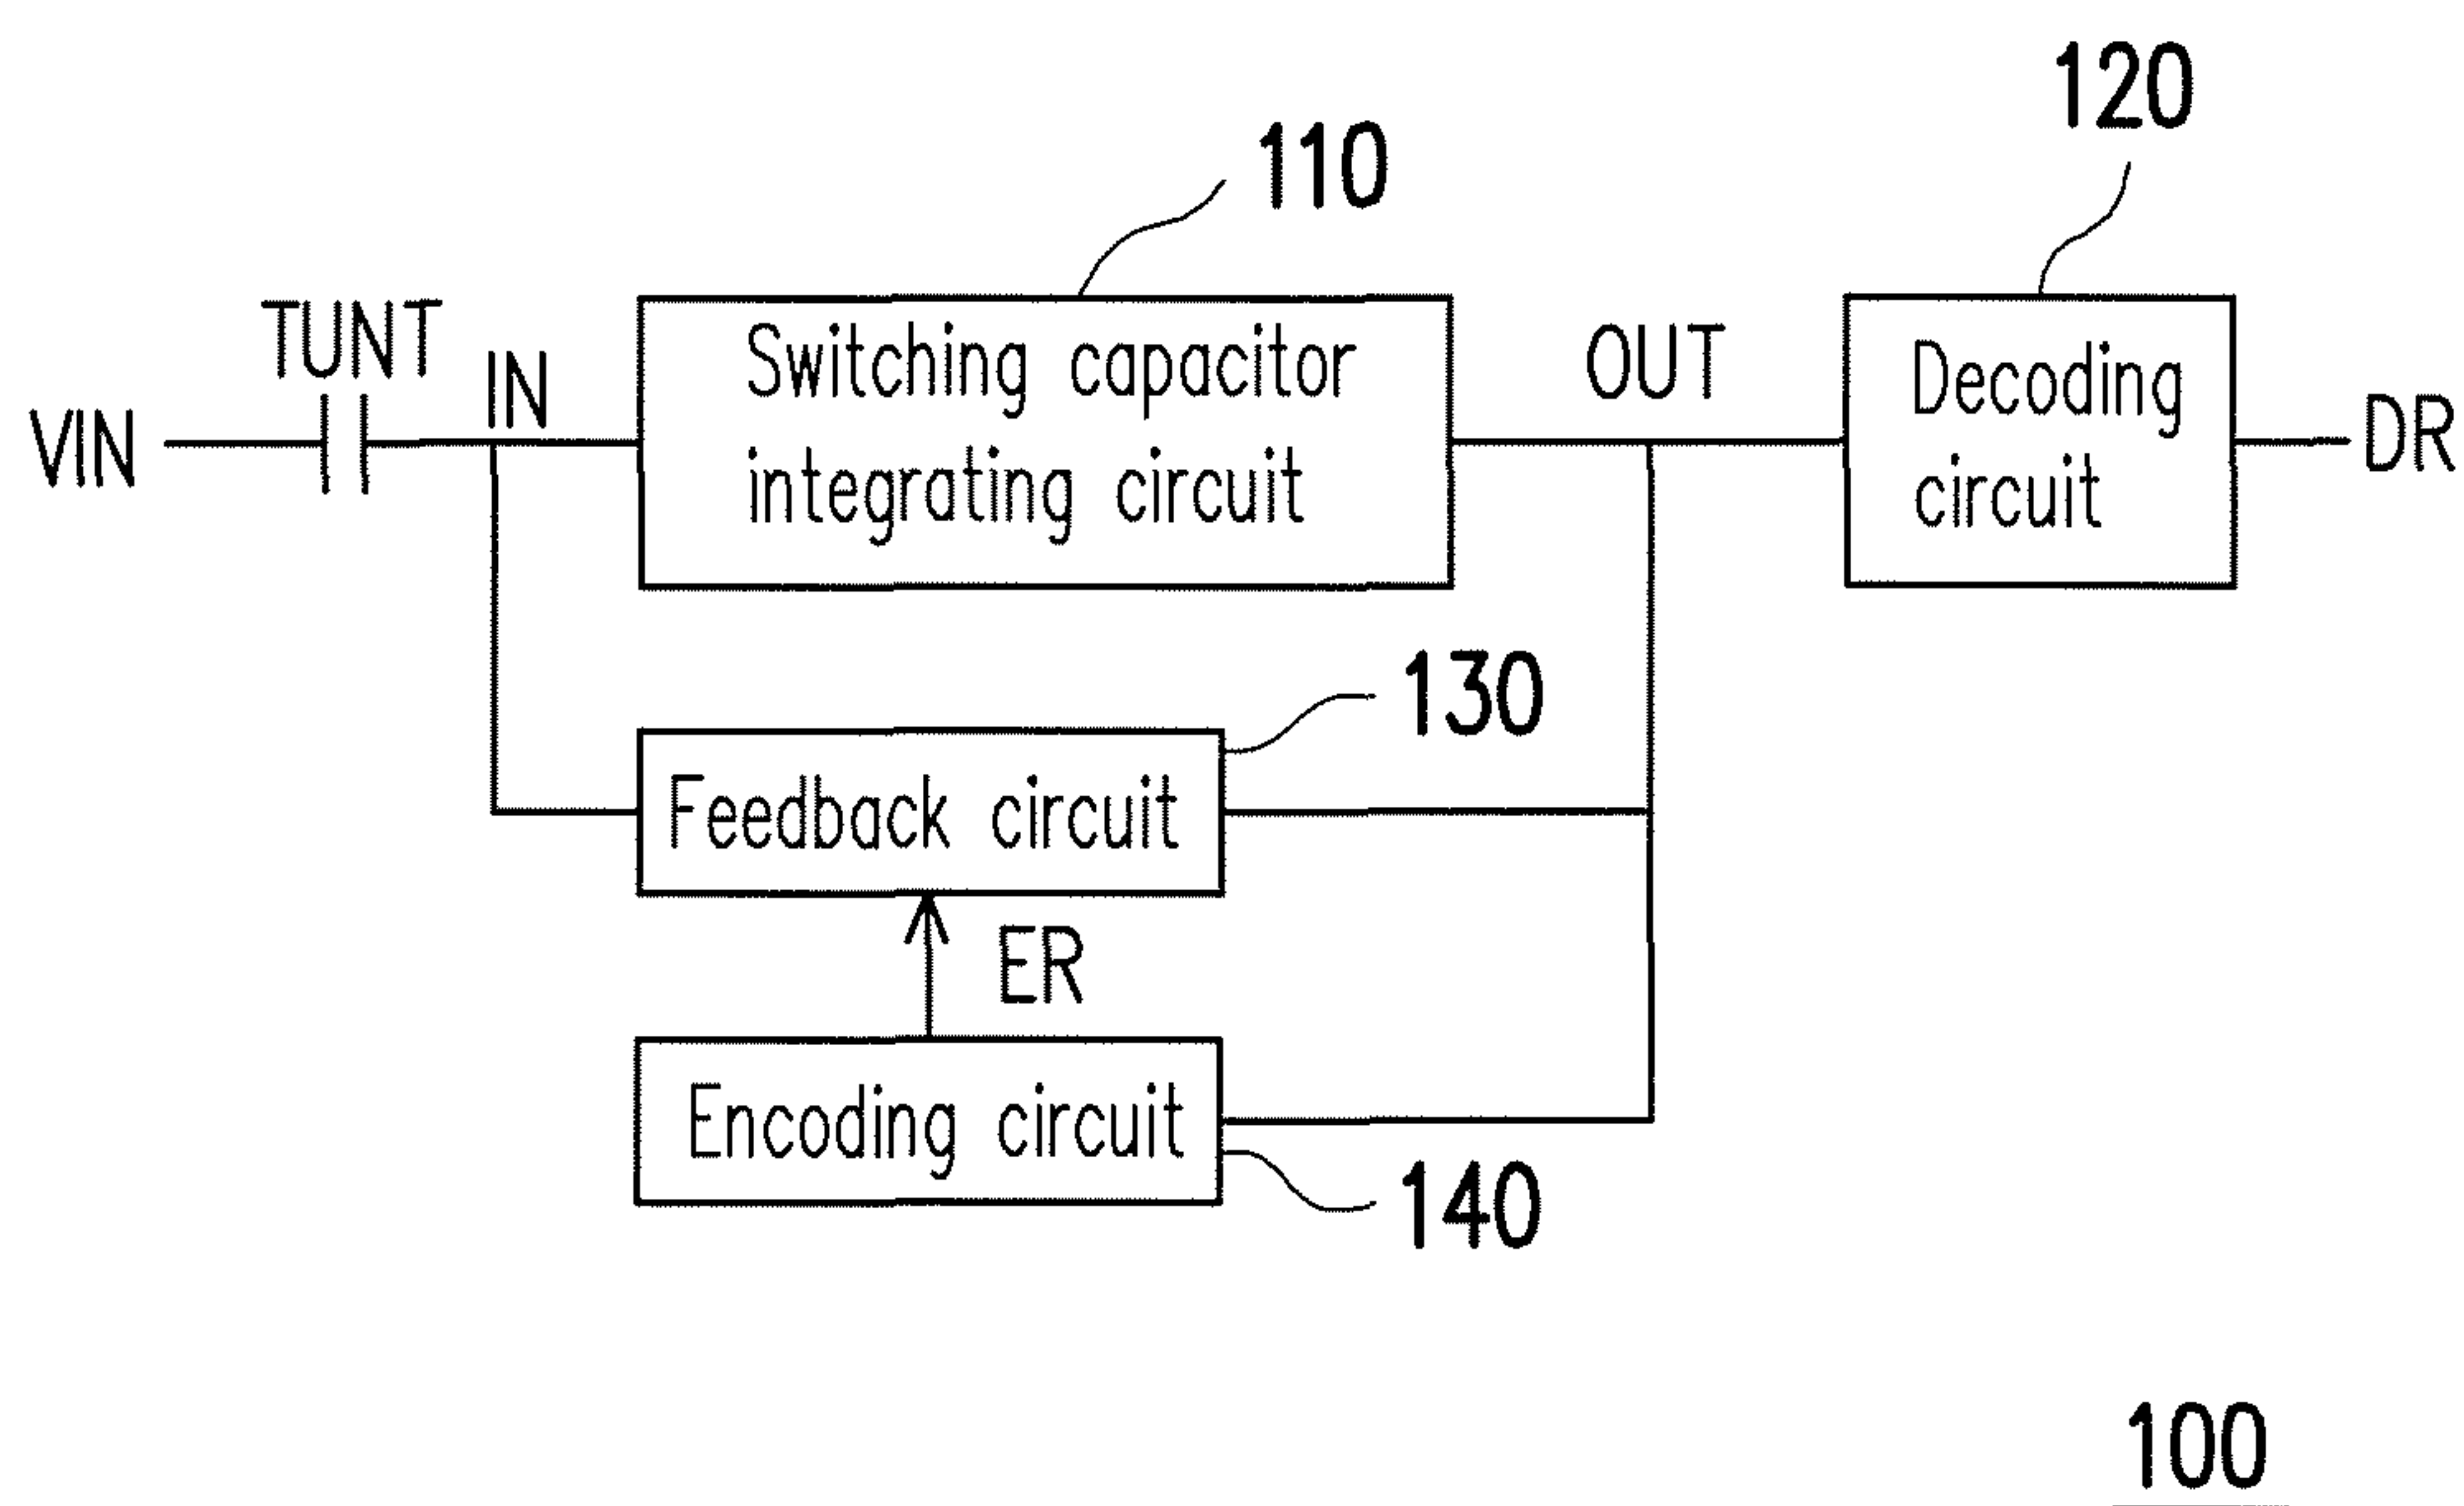 120
110
TUNT
IN
VIN
Switching capacitor
integrating circuit
OUT
Decoding
circuit
DR
130
Feedback circuit
ER
Encoding circuit
140
100